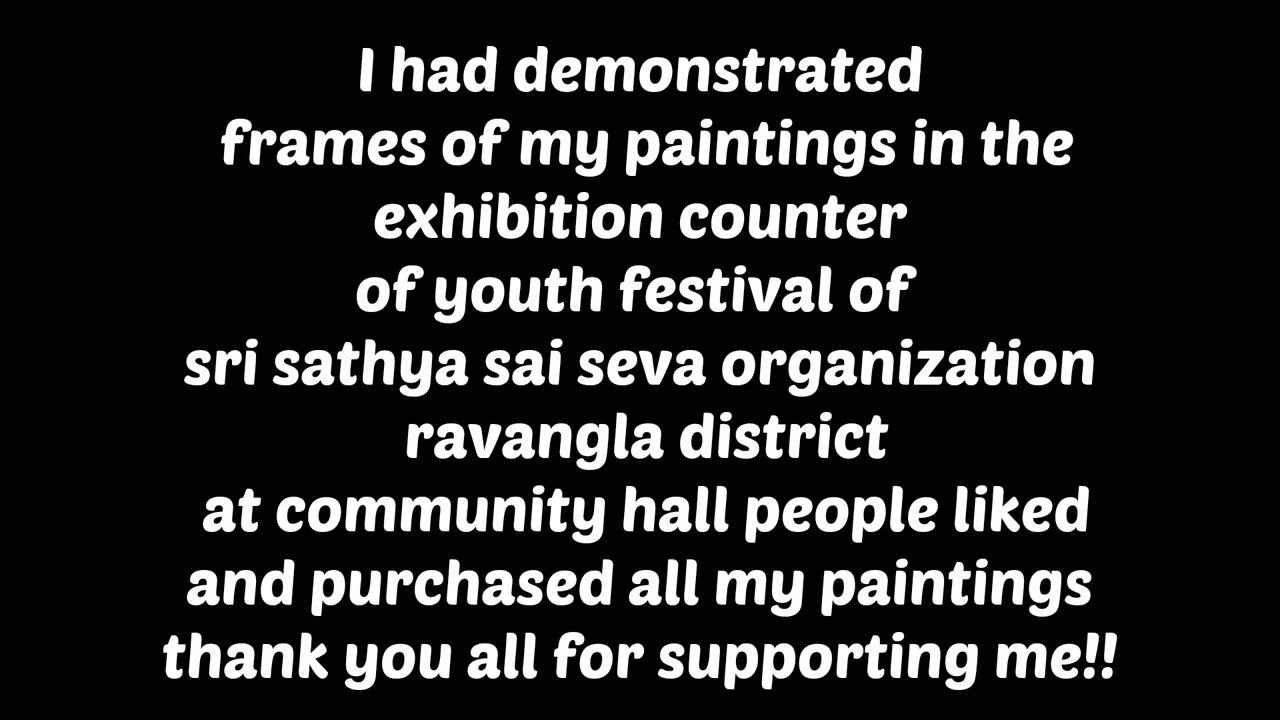 I had demonstrated
frames of my paintings in the
exhibition counter
of youth festival of
sri sathya sai seva organization
ravangla district
at community hall people liked
and purchased all my paintings
thank you all for supporting me!!